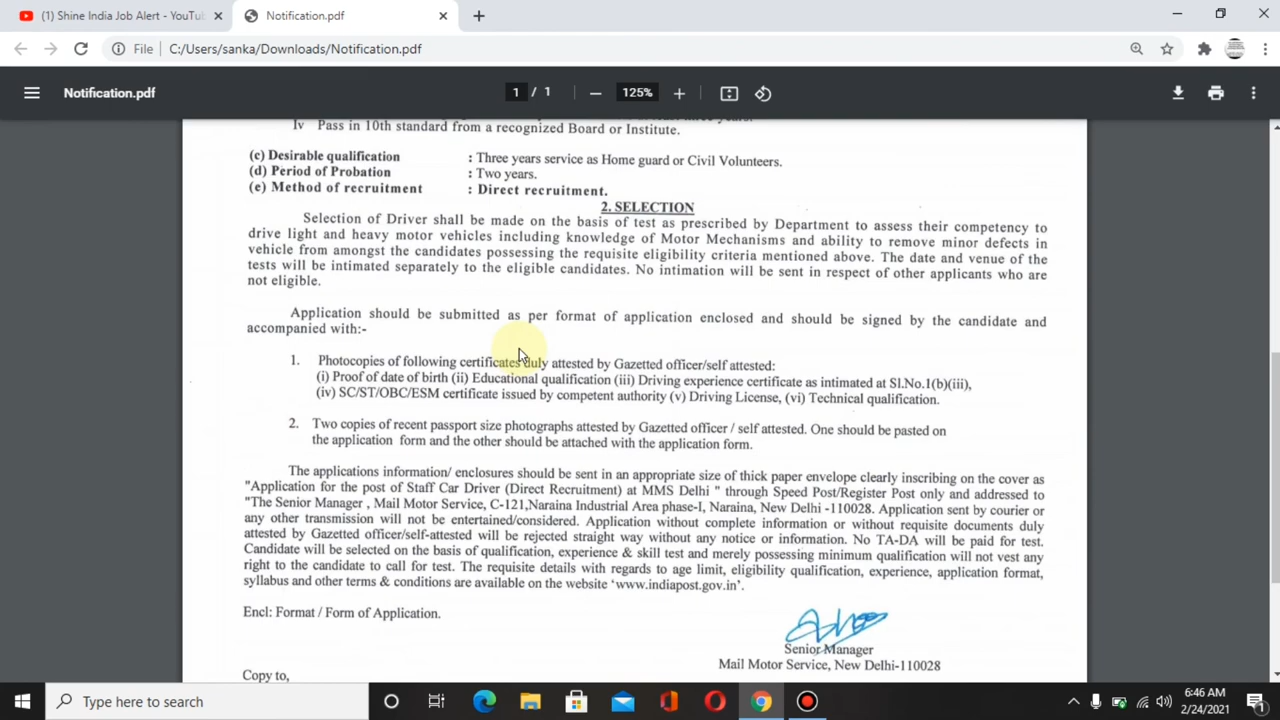 (1) Shine India Job Alert - YouTu
Notification.pdf
File C:/Users/sanka/Downloads/Notification.pdf
Notification.pdf
1 / 1
125%
Iv Pass in 10th standard from a recognized Board or Institute.
(c) Desirable qualification : Three years service as Home guard or Civil Volunteers.
(d) Period of Probation : Two years.
(e) Method of recruitment : Direct recruitment.
2. SELECTION
Selection of Driver shall be made on the basis of test as prescribed by Department to assess their competency to
drive light and heavy motor vehicles including knowledge of Motor Mechanisms and ability to remove minor defects in
vehicle from amongst the candidates possessing the requisite eligibility criteria mentioned above. The date and venue of the
tests will be intimated separately to the eligible candidates. No intimation will be sent in respect of other applicants who are
not eligible.
Application should be submitted as per format of application enclosed and should be signed by the candidate and
accompanied with:-
1. Photocopies of following certificates duly attested by Gazetted officer/self attested:
(i) Proof of date of birth (ii) Educational qualification (iii) Driving experience certificate as intimated at Sl.No.1(b)(iii),
(iv) SC/ST/OBC/ESM certificate issued by competent authority (v) Driving License, (vi) Technical qualification.
2. Two copies of recent passport size photographs attested by Gazetted officer / self attested. One should be pasted on
the application form and the other should be attached with the application form.
The applications information/ enclosures should be sent in an appropriate size of thick paper envelope clearly inscribing on the cover as
"Application for the post of Staff Car Driver (Direct Recruitment) at MMS Delhi " through Speed Post/Register Post only and addressed to
"The Senior Manager , Mail Motor Service, C-121,Naraina Industrial Area phase-I, Naraina, New Delhi -110028. Application sent by courier or
any other transmission will not be entertained/considered. Application without complete information or without requisite documents duly
attested by Gazetted officer/self-attested will be rejected straight way without any notice or information. No TA-DA will be paid for test.
Candidate will be selected on the basis of qualification, experience & skill test and merely possessing minimum qualification will not vest any
right to the candidate to call for test. The requisite details with regards to age limit, eligibility qualification, experience, application format,
syllabus and other terms & conditions are available on the website 'www.indiapost.gov.in'.
Encl: Format / Form of Application.
Senior Manager
Mail Motor Service, New Delhi-110028
Copy to,
Type here to search
6:46 AM
2/24/2021